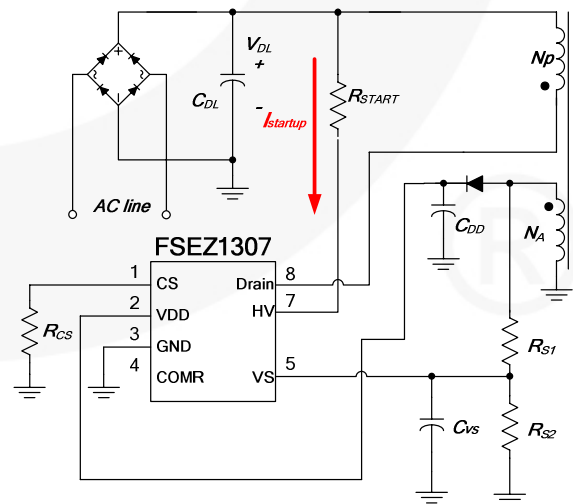 +
~
~
−
V_DL
+
-
C_DL
I_startup
R_START
Np
AC line
C_DD
N_A
FSEZ1307
1
CS
2
VDD
3
GND
4
COMR
Drain
8
HV
7
VS
5
R_CS
R_S1
C_VS
R_S2
®